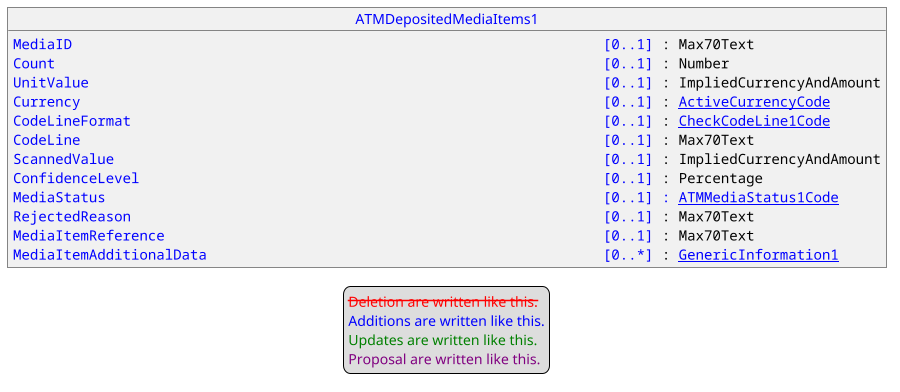 ATMDepositedMediaItems1
MediaID [0..1] : Max70Text
Count [0..1] : Number
UnitValue [0..1] : ImpliedCurrencyAndAmount
Currency [0..1] : ActiveCurrencyCode
CodeLineFormat [0..1] : CheckCodeLine1Code
CodeLine [0..1] : Max70Text
ScannedValue [0..1] : ImpliedCurrencyAndAmount
ConfidenceLevel [0..1] : Percentage
MediaStatus [0..1] : ATMMediaStatus1Code
RejectedReason [0..1] : Max70Text
MediaItemReference [0..1] : Max70Text
MediaItemAdditionalData [0..*] : GenericInformation1
Deletion are written like this.
Additions are written like this.
Updates are written like this.
Proposal are written like this.